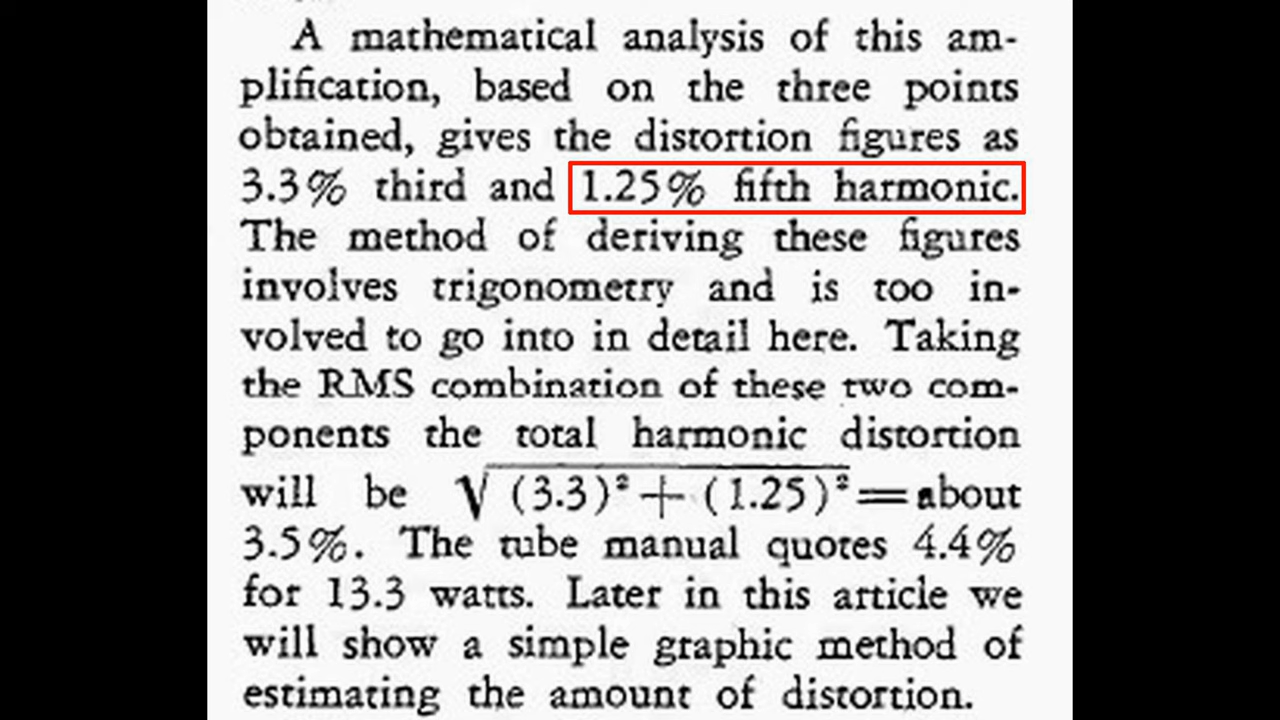 A mathematical analysis of this am-
plification, based on the three points
obtained, gives the distortion figures as
3.3% third and 1.25% fifth harmonic.
The method of deriving these figures
involves trigonometry and is too in-
volved to go into in detail here. Taking
the RMS combination of these two com-
ponents the total harmonic distortion
will be √(3.3)² + (1.25)² = about
3.5%. The tube manual quotes 4.4%
for 13.3 watts. Later in this article we
will show a simple graphic method of
estimating the amount of distortion.